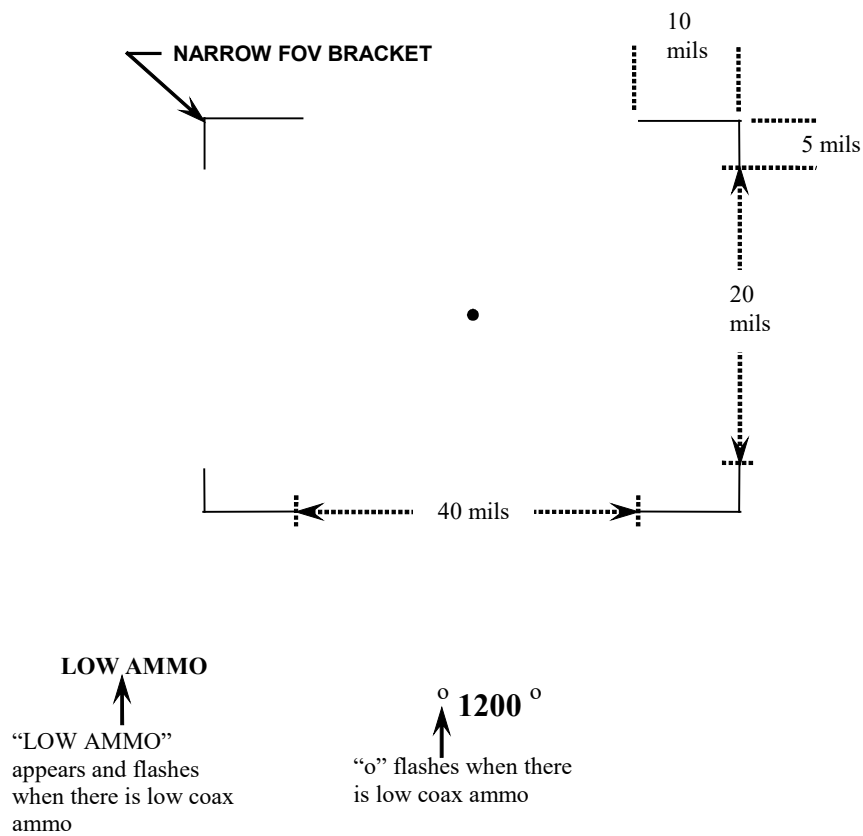 10
mils
NARROW FOV BRACKET
5 mils
20
mils
40 mils
LOW AMMO
o 1200 o
“LOW AMMO”
appears and flashes
when there is low coax
ammo
“o” flashes when there
is low coax ammo